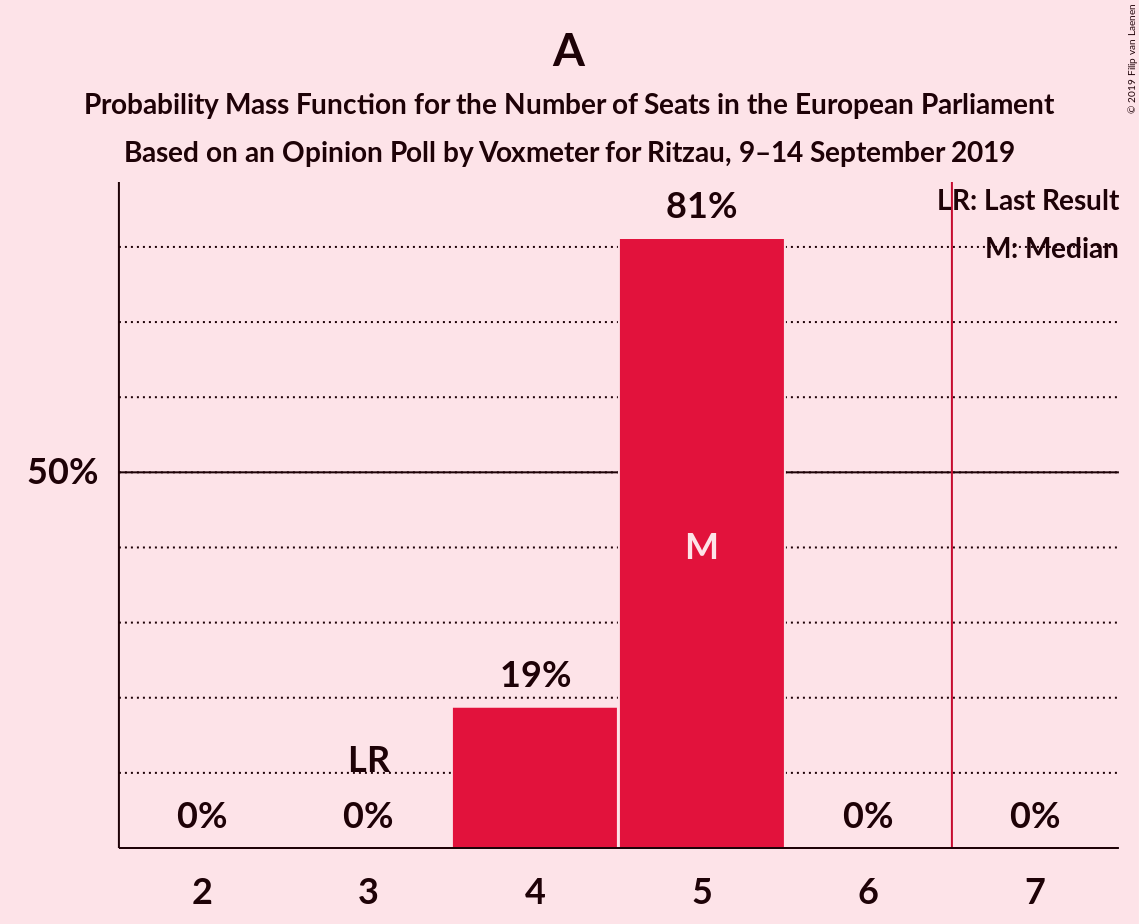 A
Probability Mass Function for the Number of Seats in the European Parliament
Based on an Opinion Poll by Voxmeter for Ritzau, 9–14 September 2019
© 2019 Filip van Laenen
LR: Last Result
M: Median
81%
50%
M
19%
LR
0% 0% 0% 0%
2 3 4 5 6 7